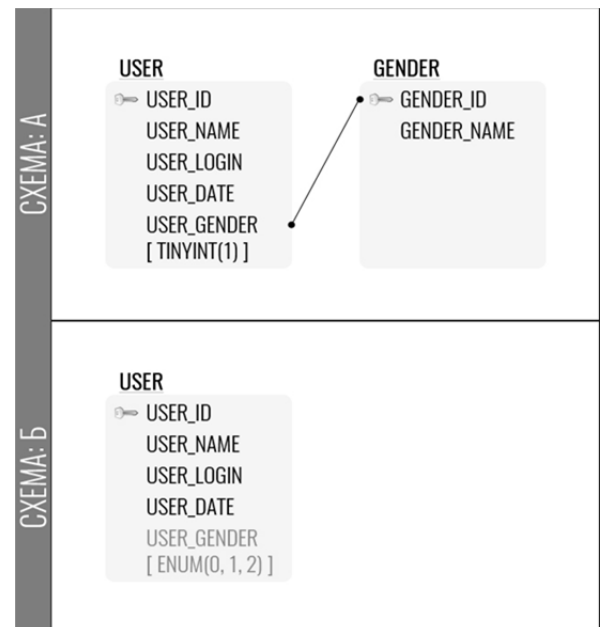 СХЕМА: А
USER
USER_ID
USER_NAME
USER_LOGIN
USER_DATE
USER_GENDER
[ TINYINT(1) ]
GENDER
GENDER_ID
GENDER_NAME
СХЕМА: Б
USER
USER_ID
USER_NAME
USER_LOGIN
USER_DATE
USER_GENDER
[ ENUM(0, 1, 2) ]